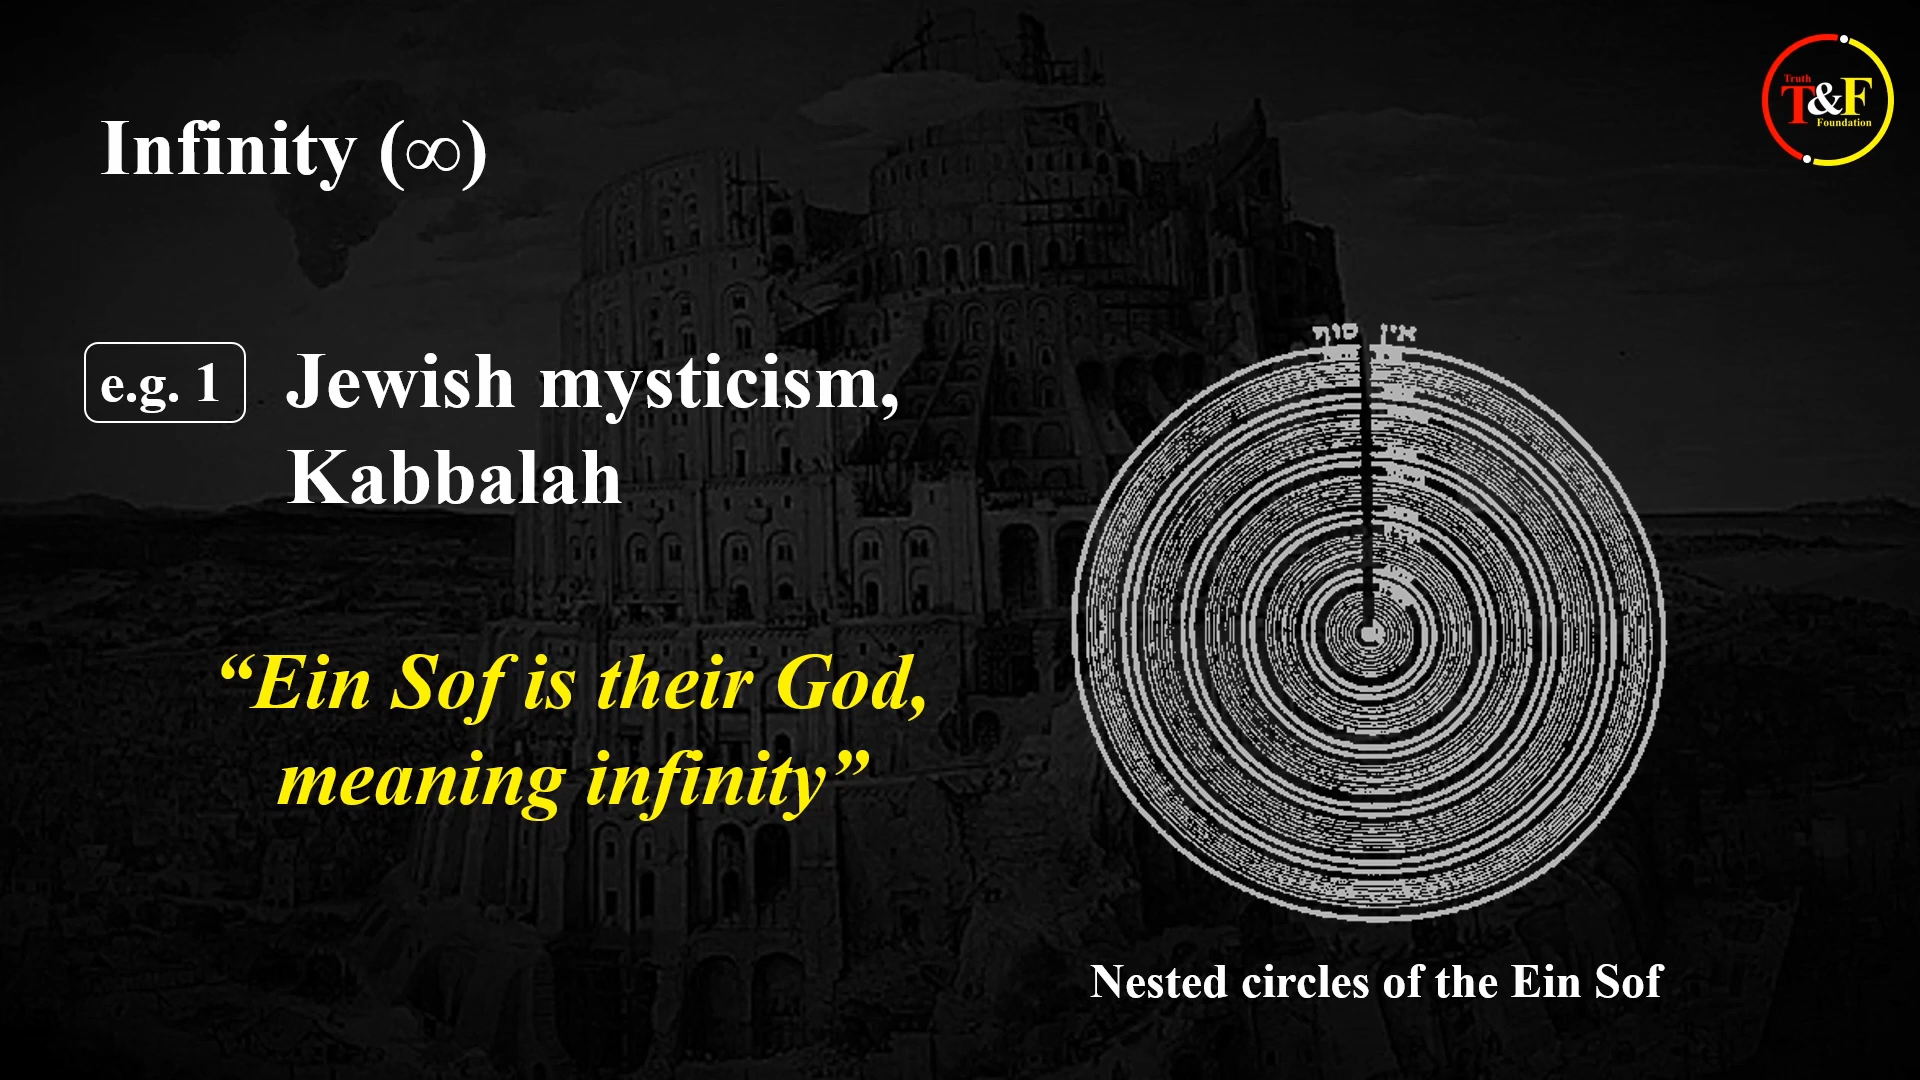 Infinity (∞)
Truth
T&F
Foundation
e.g. 1
Jewish mysticism,
Kabbalah
“Ein Sof is their God,
meaning infinity”
אין סוף
Nested circles of the Ein Sof